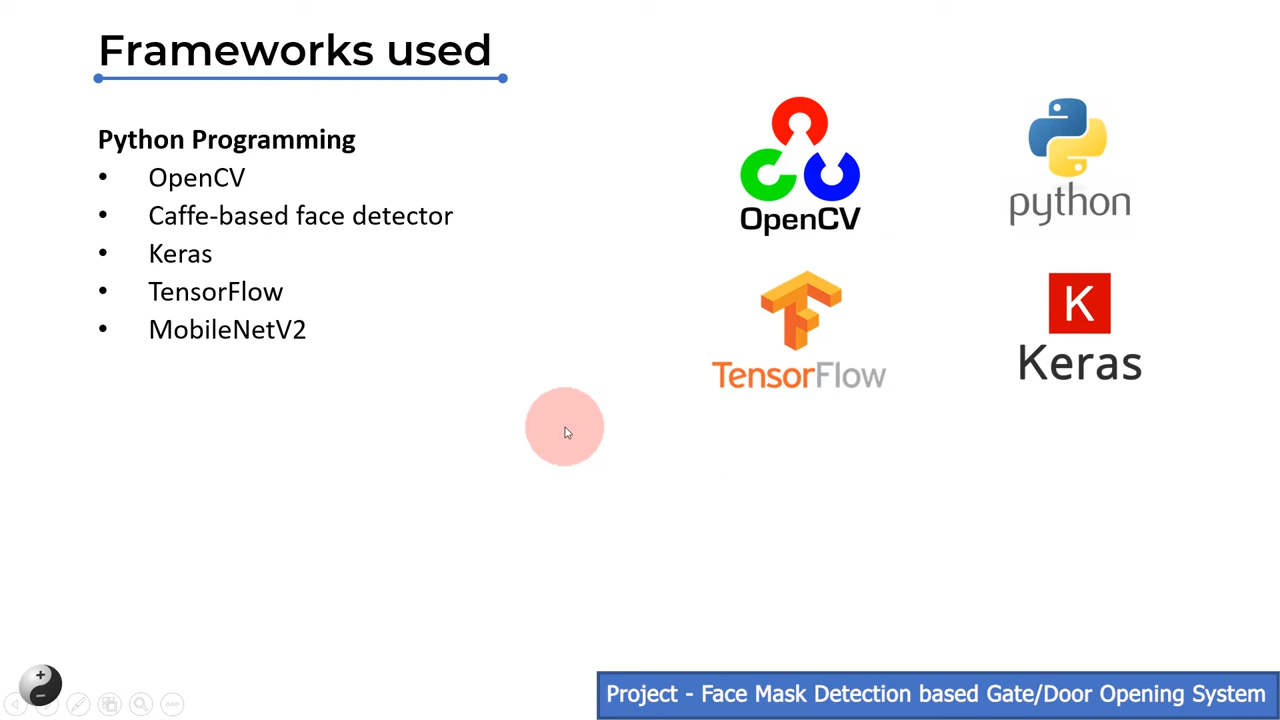 Frameworks used
Python Programming
• OpenCV
• Caffe-based face detector
• Keras
• TensorFlow
• MobileNetV2
OpenCV
python
TensorFlow
K
Keras
Project - Face Mask Detection based Gate/Door Opening System